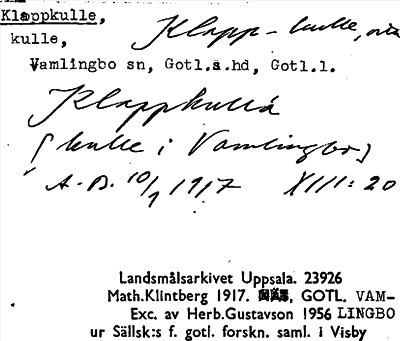 Klappkulle,
Klapp-kulle,
kulle,
Vamlingbo sn, Gotl.s.hd, Gotl.l.
Klappkullä
(kulle i Vamlingbo)
A.-B. 10/9 1917 XIII:20
Landsmålsarkivet Uppsala. 23926
Math.Klintberg 1917. GOTL. VAM-
Exc. av Herb.Gustavson 1956 LINGBO
ur Sällsk:s f. gotl. forskn. saml. i Visby